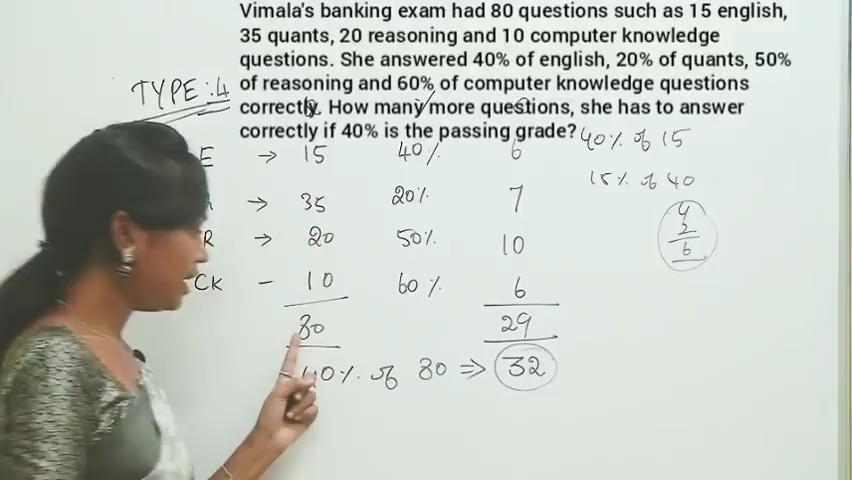 Vimala's banking exam had 80 questions such as 15 english,
35 quants, 20 reasoning and 10 computer knowledge
questions. She answered 40% of english, 20% of quants, 50%
of reasoning and 60% of computer knowledge questions
correctly. How many more questions, she has to answer
correctly if 40% is the passing grade?
TYPE:4
E → 15 40% 6
→ 35 20% 7
R → 20 50% 10
CK - 10 60% 6
80 29
40% of 80 ⇒ 32
40% of 15
15% of 40
4
2
6